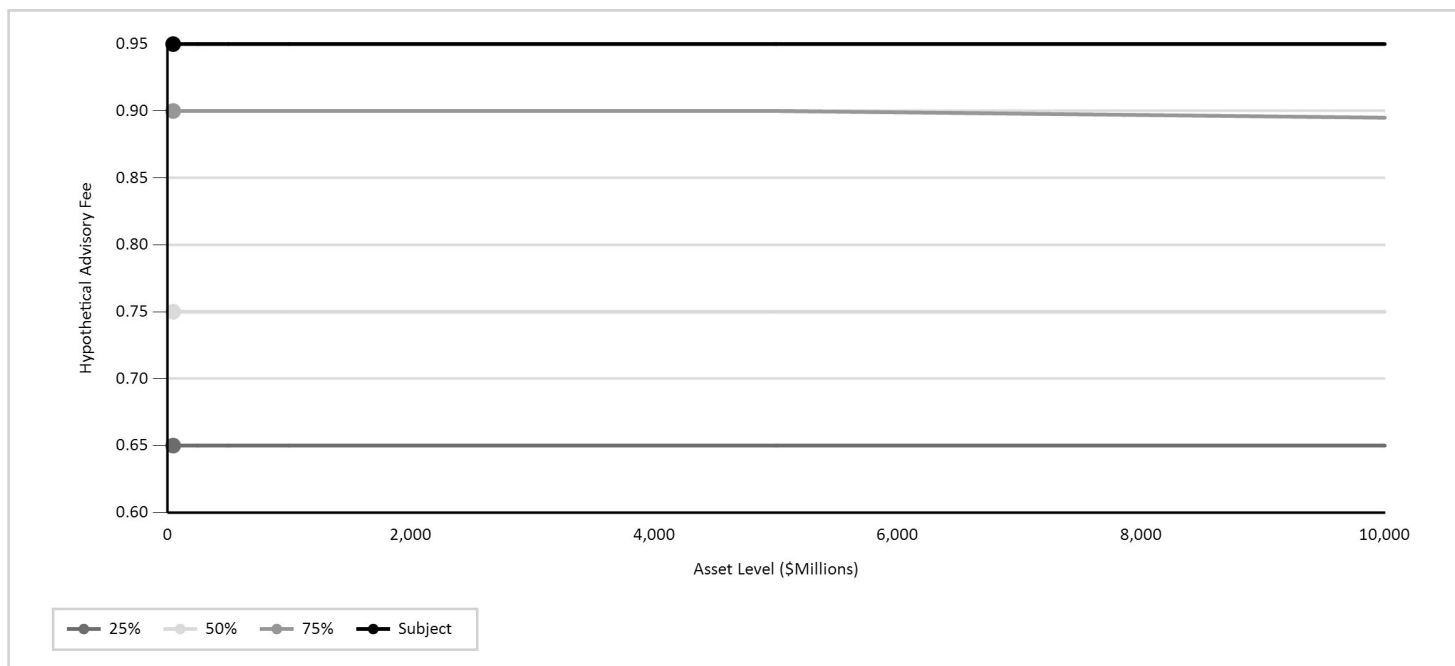 0.95
0.90
0.85
0.80
0.75
0.70
0.65
0.60
Hypothetical Advisory Fee
0 2,000 4,000 6,000 8,000 10,000
Asset Level ($Millions)
25% 50% 75% Subject